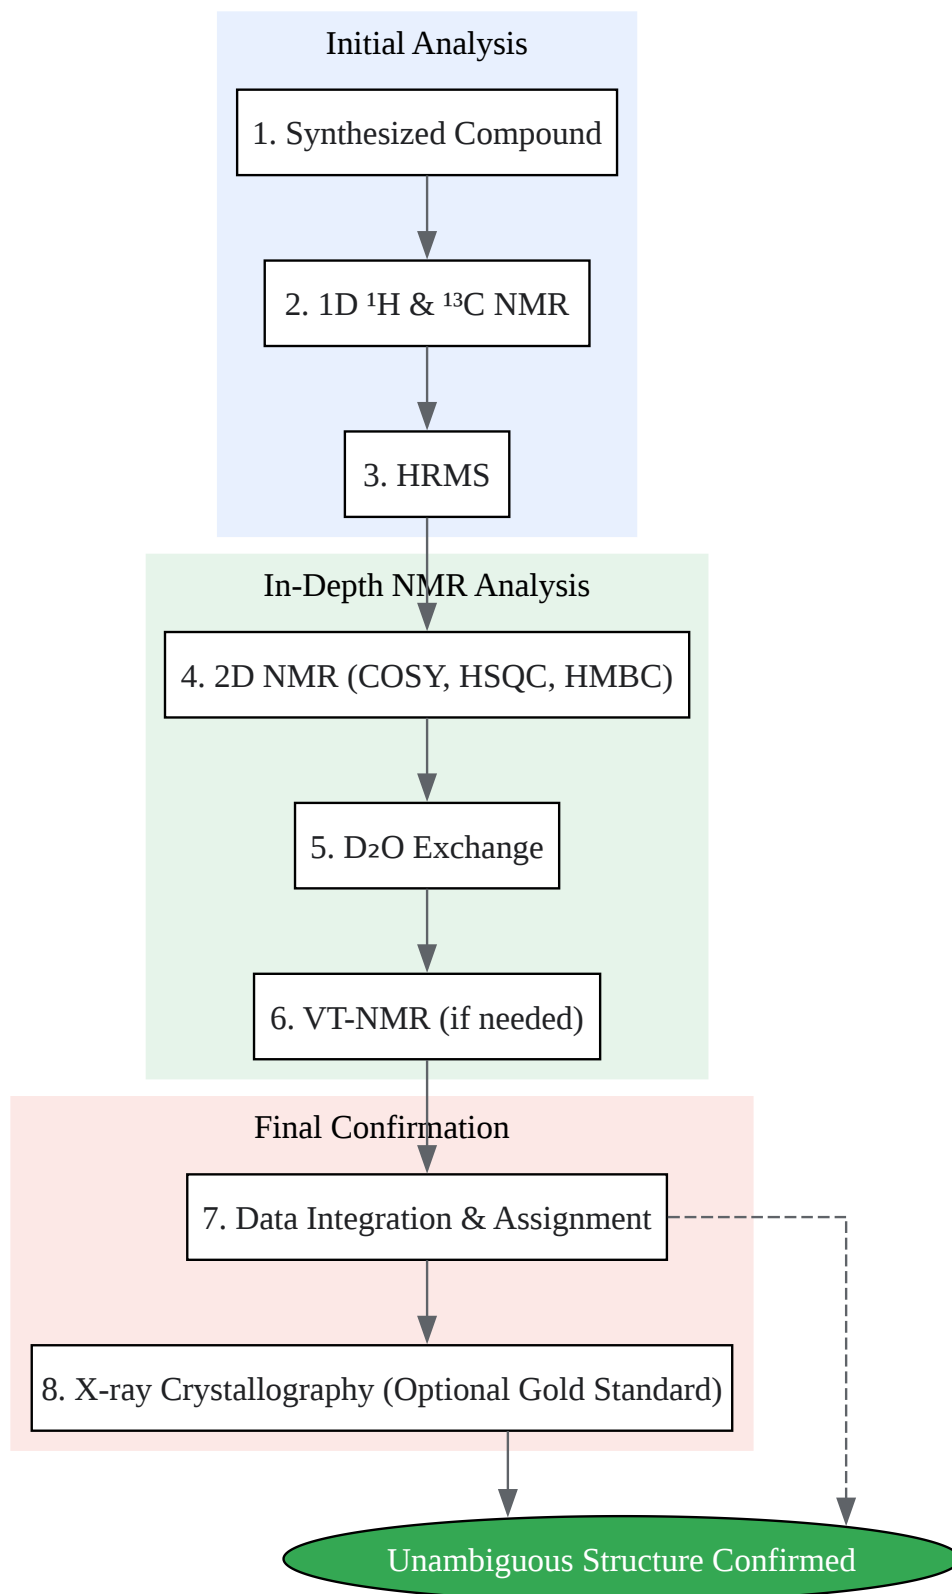 Initial Analysis
1. Synthesized Compound
2. 1D ¹H & ¹³C NMR
3. HRMS
In-Depth NMR Analysis
4. 2D NMR (COSY, HSQC, HMBC)
5. D₂O Exchange
6. VT-NMR (if needed)
Final Confirmation
7. Data Integration & Assignment
8. X-ray Crystallography (Optional Gold Standard)
Unambiguous Structure Confirmed